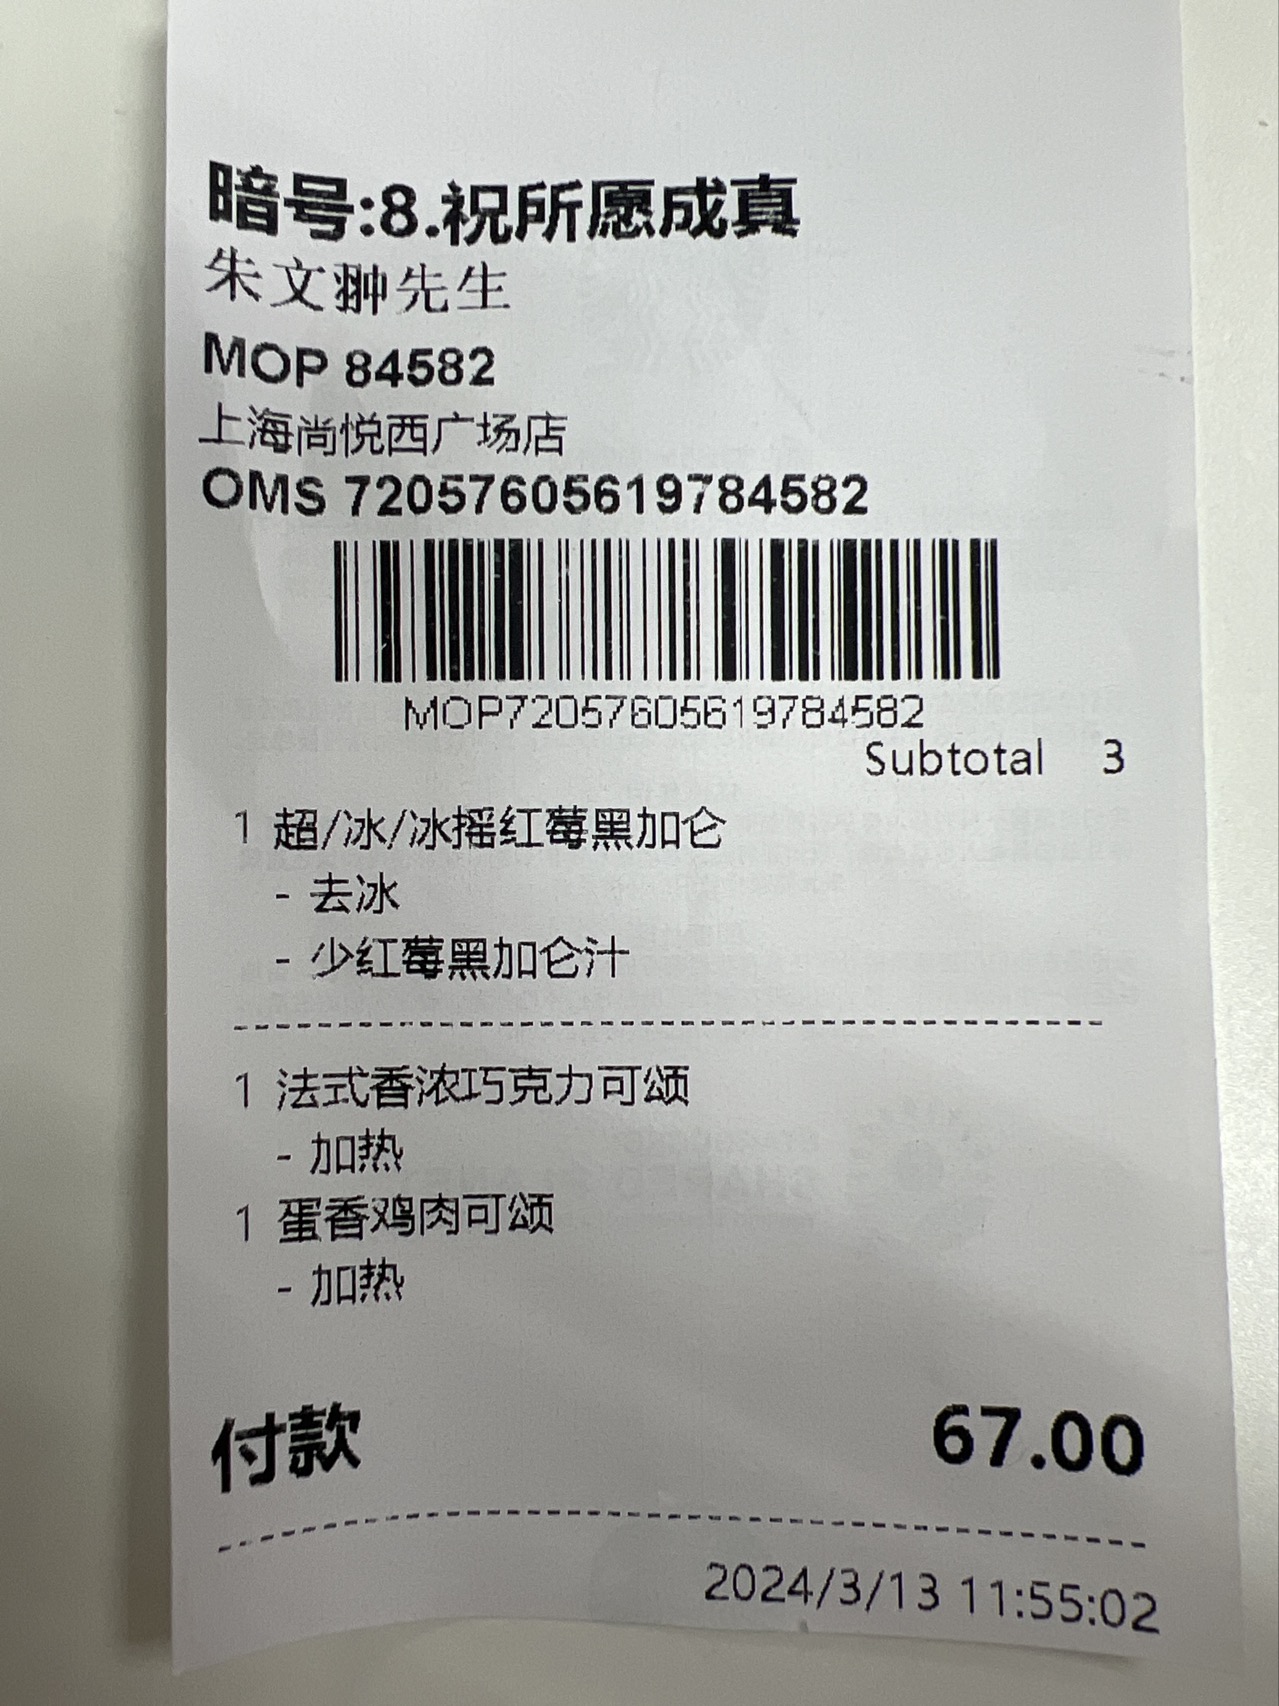 暗号:8.祝所愿成真
朱文翀先生
MOP 84582
上海尚悦西广场店
OMS 72057605619784582
MOP72057605619784582
Subtotal 3
1 超/冰/冰摇红莓黑加仑
- 去冰
- 少红莓黑加仑汁
1 法式香浓巧克力可颂
- 加热
1 蛋香鸡肉可颂
- 加热
付款 67.00
2024/3/13 11:55:02